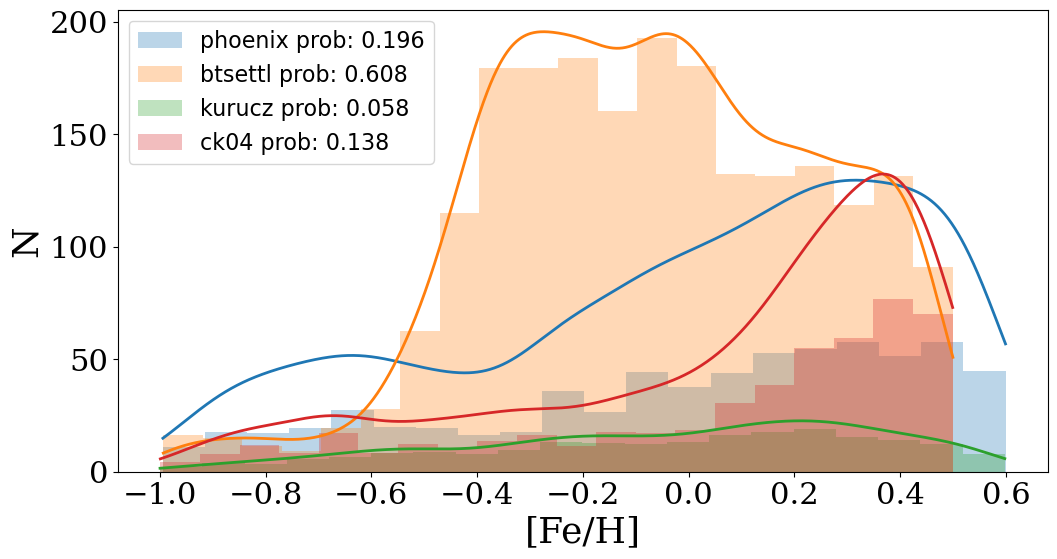 200
150
100
50
0
N
phoenix prob: 0.196
btsettl prob: 0.608
kurucz prob: 0.058
ck04 prob: 0.138
−1.0 −0.8 −0.6 −0.4 −0.2 0.0 0.2 0.4 0.6
[Fe/H]